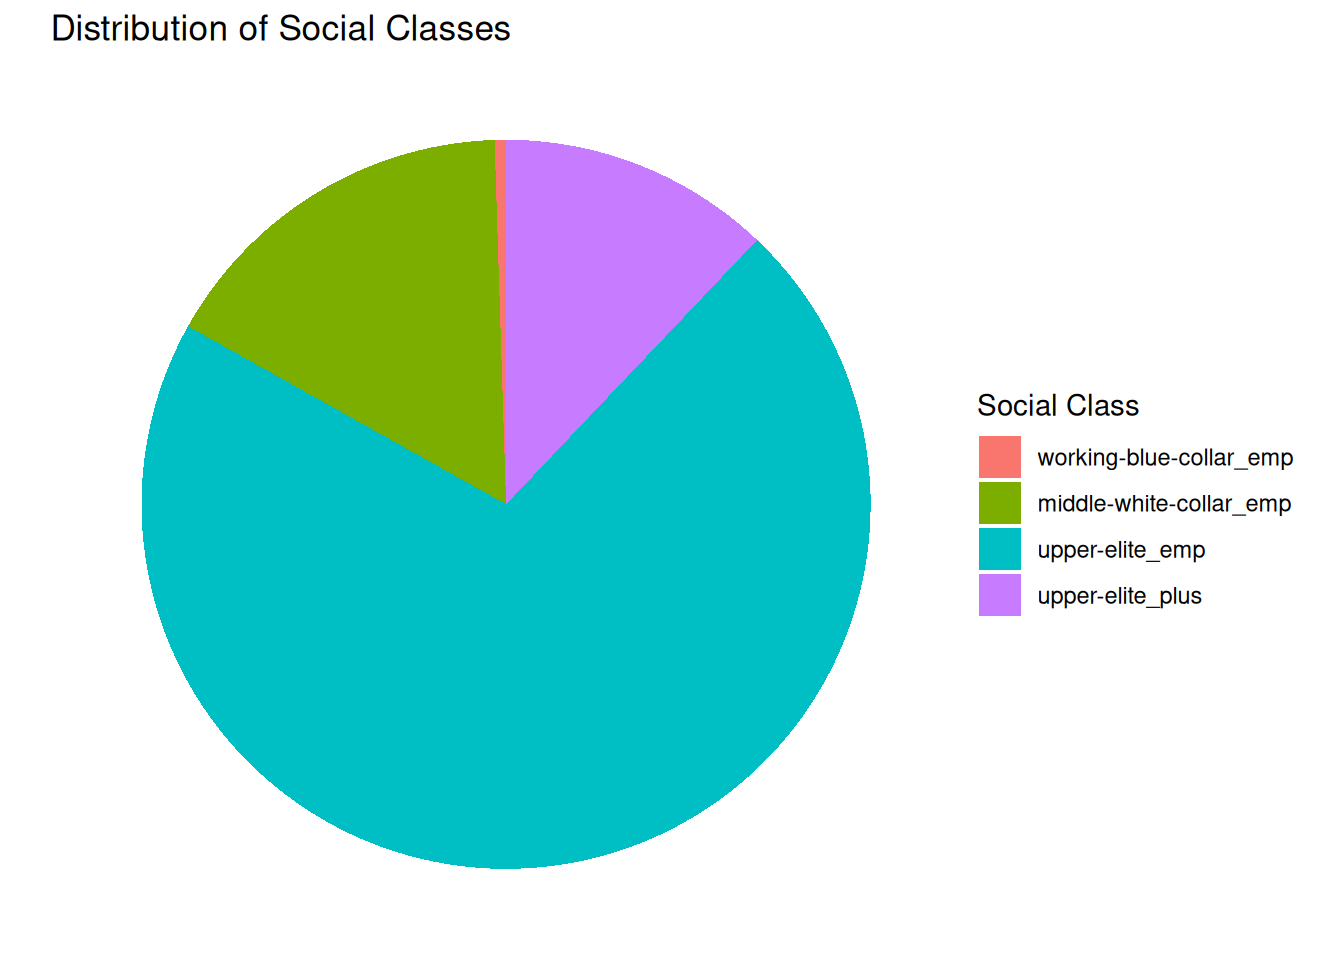 Distribution of Social Classes
Social Class
working-blue-collar_emp
middle-white-collar_emp
upper-elite_emp
upper-elite_plus